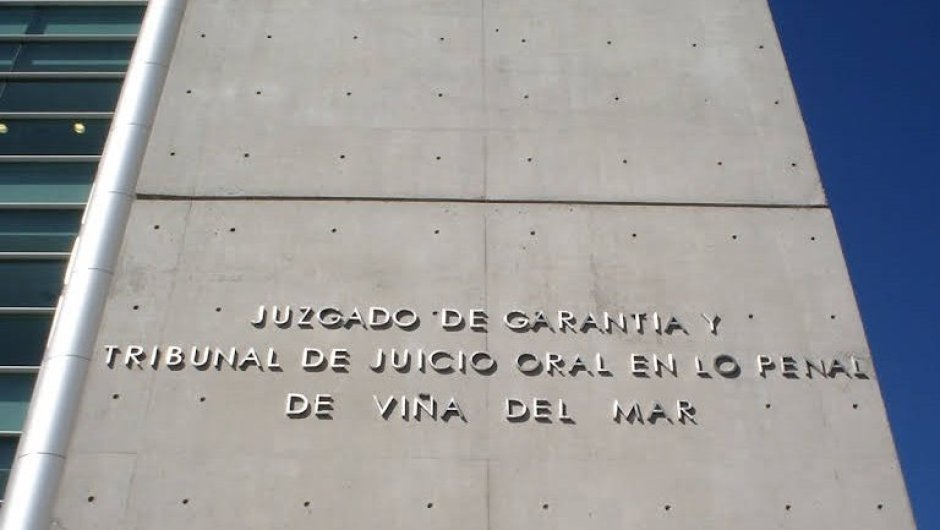 JUZGADO DE GARANTIA Y
TRIBUNAL DE JUICIO ORAL EN LO PENAL
DE VIÑA DEL MAR